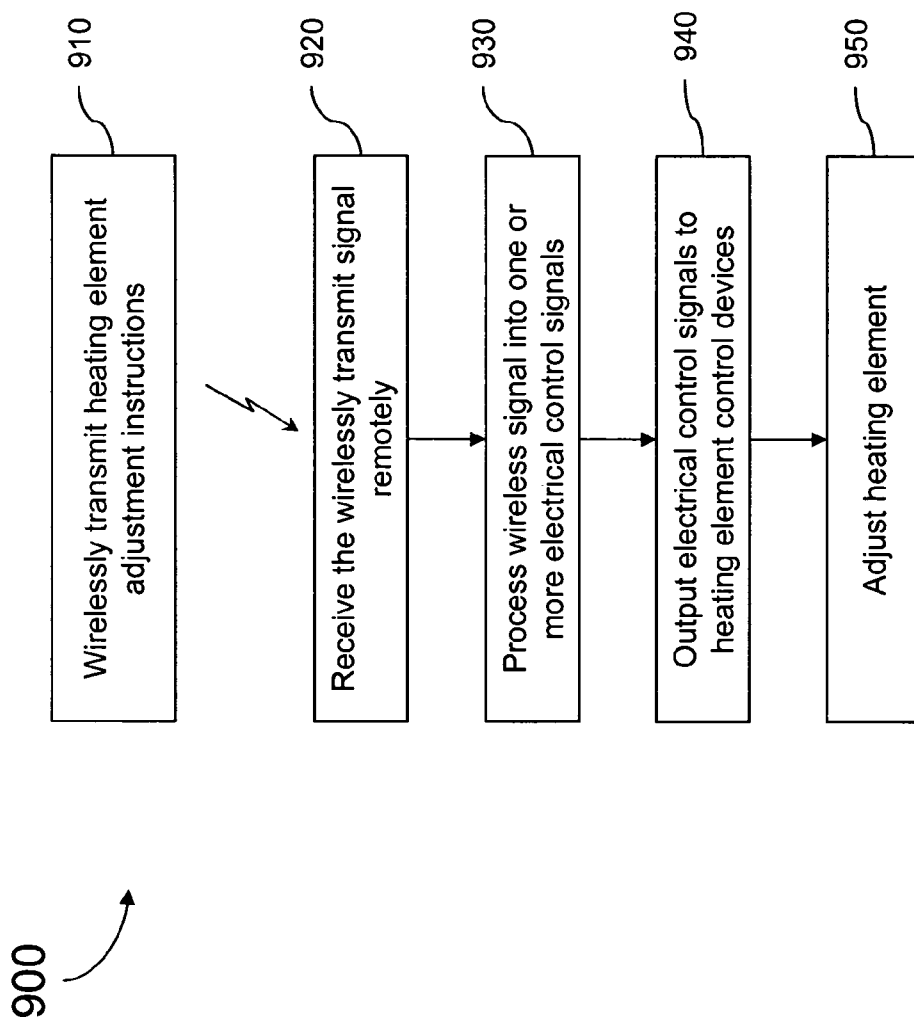 900
Wirelessly transmit heating element
adjustment instructions
910
Receive the wirelessly transmit signal
remotely
920
Process wireless signal into one or
more electrical control signals
930
Output electrical control signals to
heating element control devices
940
Adjust heating element
950